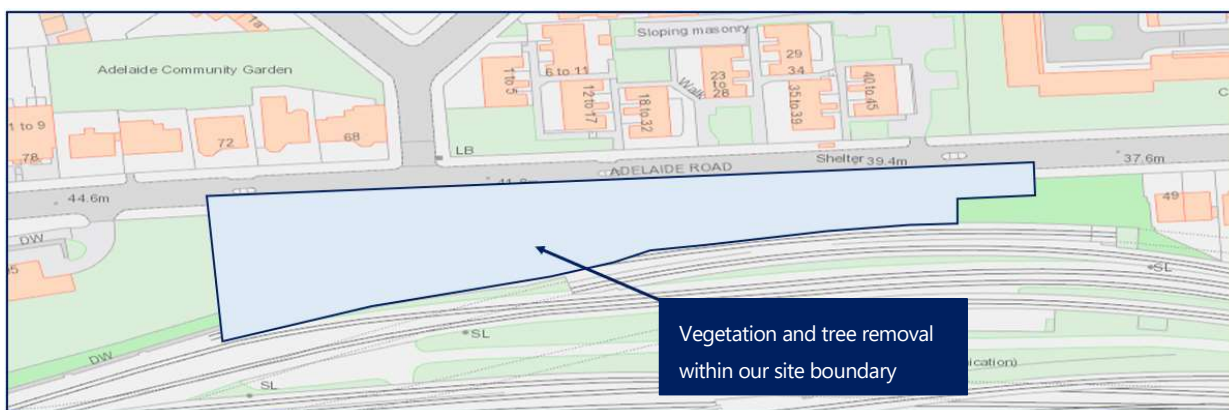 1a
Sloping masonry
Adelaide Community Garden
29
34
6 to 11
1 to 5
12 to 17
18 to 32
Walk
23
to
28
35 to 39
40 to 45
1 to 9
78
72
68
LB
Shelter
39.4m
37.6m
ADELAIDE ROAD
44.6m
49
DW
SL
SL
DW
SL
Vegetation and tree removal
within our site boundary